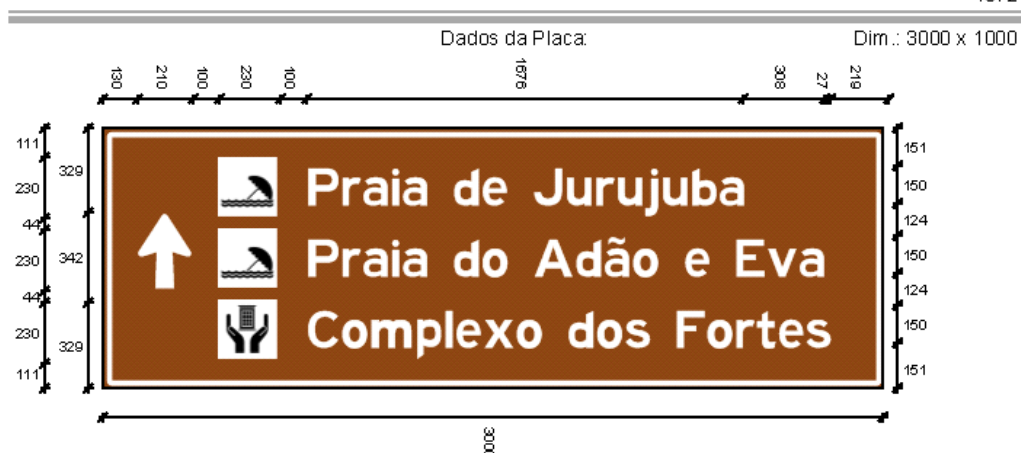 Dados da Placa:
Dim.: 3000 x 1000
130 210 100 230 100 1676 308 27 219
111
230
44
230
44
230
111
329
342
329
Praia de Jurujuba
Praia do Adão e Eva
Complexo dos Fortes
151
150
124
150
124
150
151